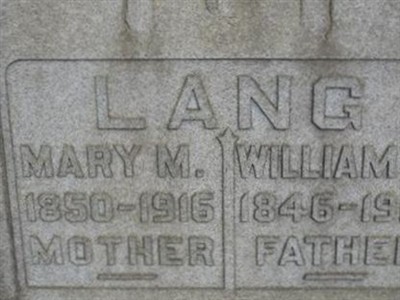 LANG
MARY M. WILLIAM
1850-1916 1846-19
MOTHER FATHE